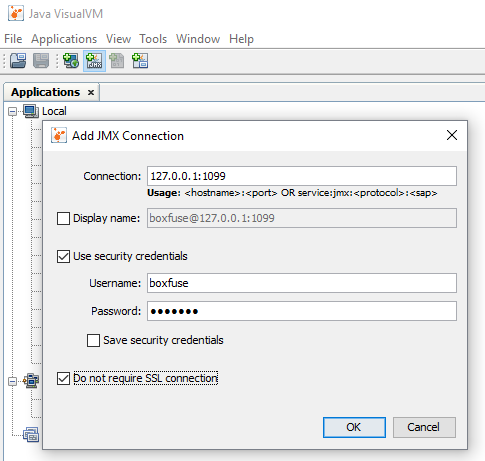 Java VisualVM
File Applications View Tools Window Help
Applications ×
Local
Add JMX Connection
Connection: 127.0.0.1:1099
Usage: <hostname>:<port> OR service:jmx:<protocol>:<sap>
Display name: boxfuse@127.0.0.1:1099
Use security credentials
Username: boxfuse
Password: •••••••
Save security credentials
Do not require SSL connection
OK Cancel